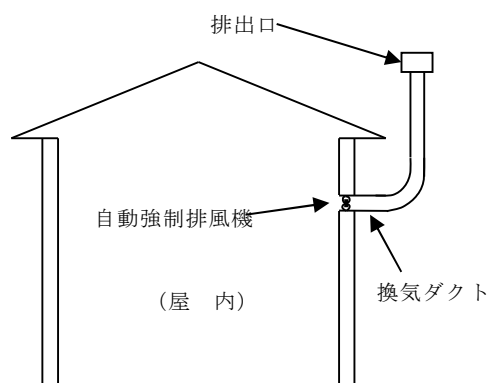 排出口
自動強制排風機
(屋　内)
換気ダクト